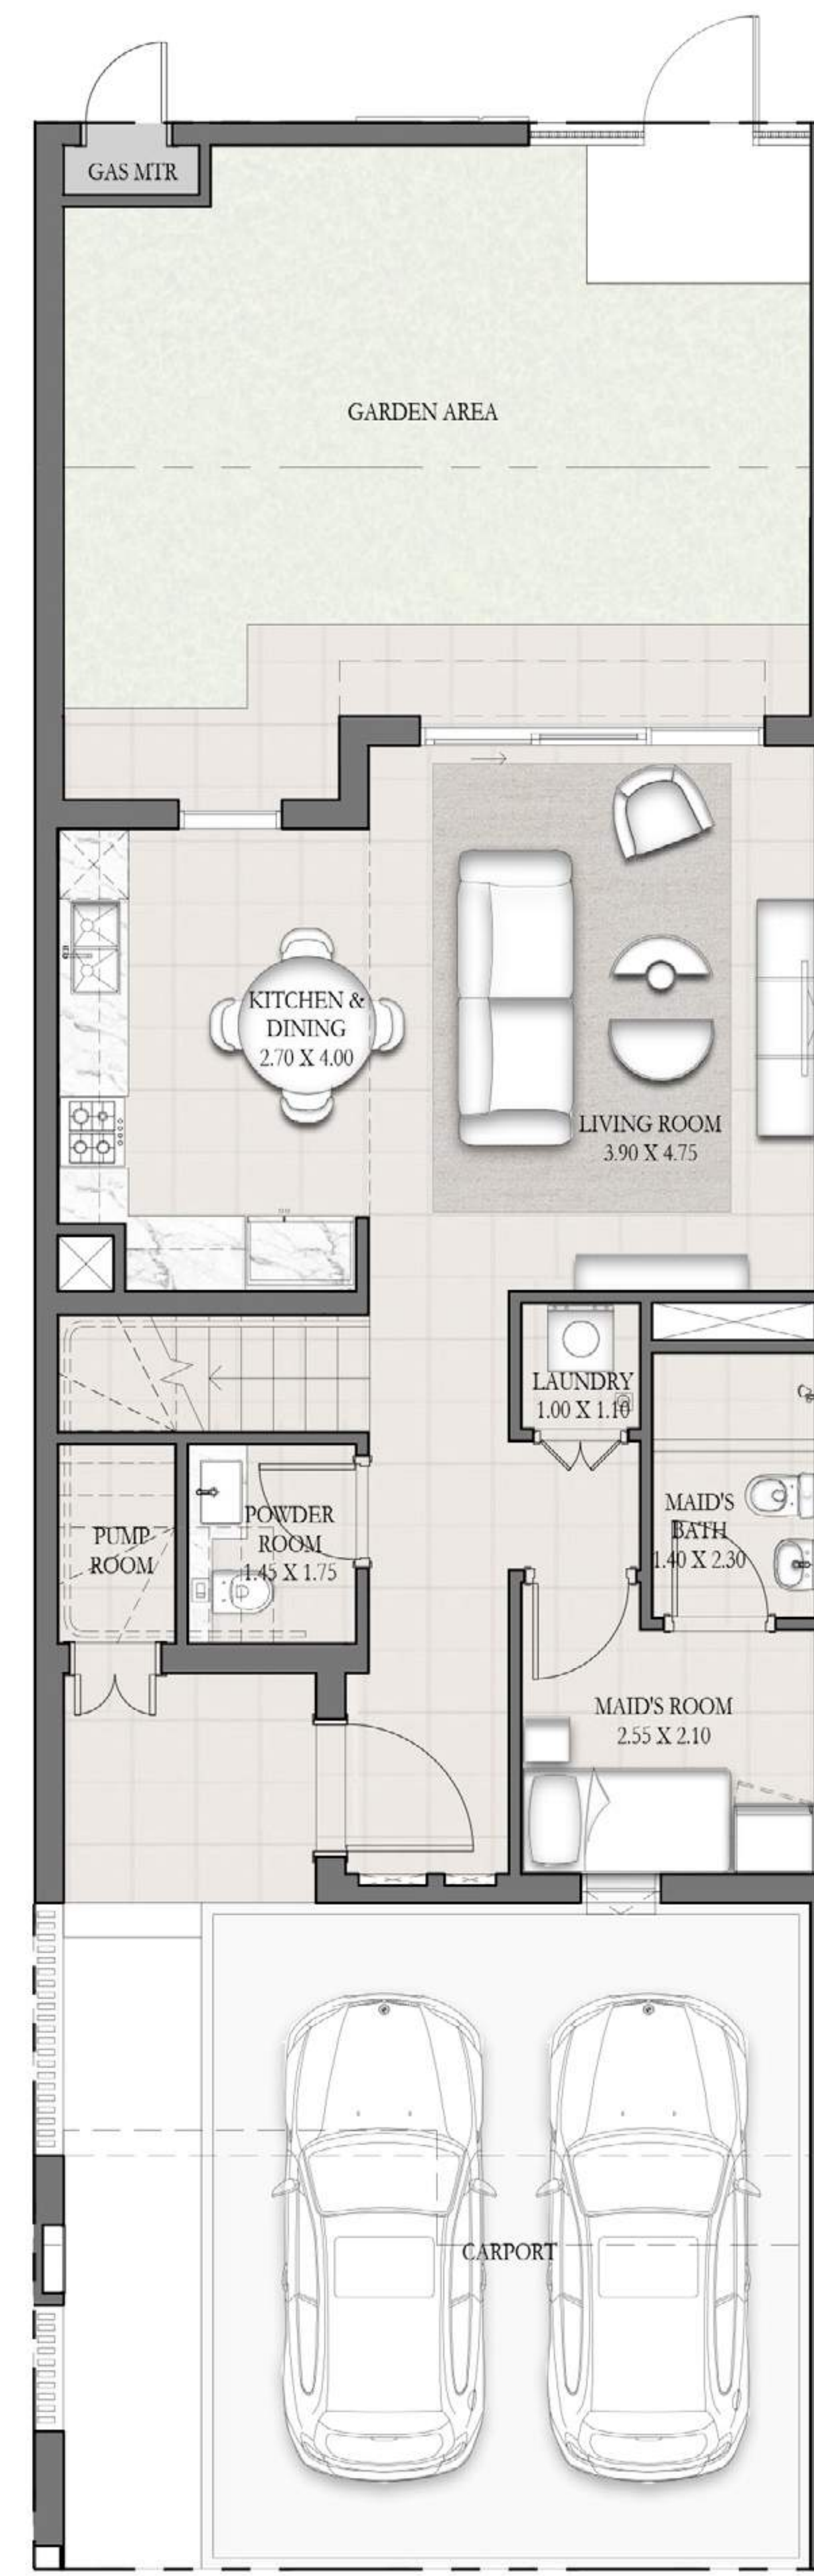 GAS MTR
GARDEN AREA
KITCHEN &
DINING
2.70 X 4.00
LIVING ROOM
3.90 X 4.75
LAUNDRY
1.00 X 1.10
POWDER
ROOM
1.45 X 1.75
PUMP
ROOM
MAID'S
BATH
1.40 X 2.30
MAID'S ROOM
2.55 X 2.10
CARPORT